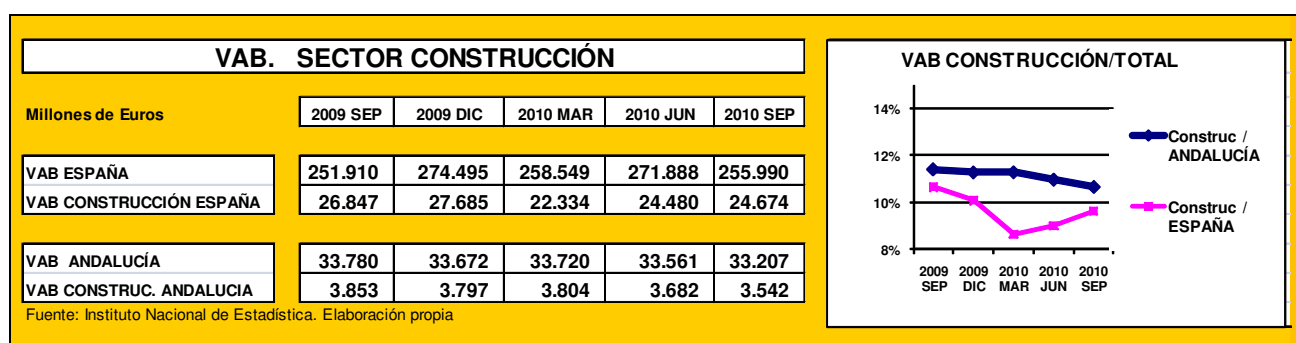 VAB. SECTOR CONSTRUCCIÓN
Millones de Euros 2009 SEP 2009 DIC 2010 MAR 2010 JUN 2010 SEP
VAB ESPAÑA 251.910 274.495 258.549 271.888 255.990
VAB CONSTRUCCIÓN ESPAÑA 26.847 27.685 22.334 24.480 24.674
VAB ANDALUCÍA 33.780 33.672 33.720 33.561 33.207
VAB CONSTRUC. ANDALUCIA 3.853 3.797 3.804 3.682 3.542
Fuente: Instituto Nacional de Estadística. Elaboración propia
VAB CONSTRUCCIÓN/TOTAL
14%
12%
10%
8%
2009 2009 2010 2010 2010
SEP DIC MAR JUN SEP
Construc /
ANDALUCÍA
Construc /
ESPAÑA